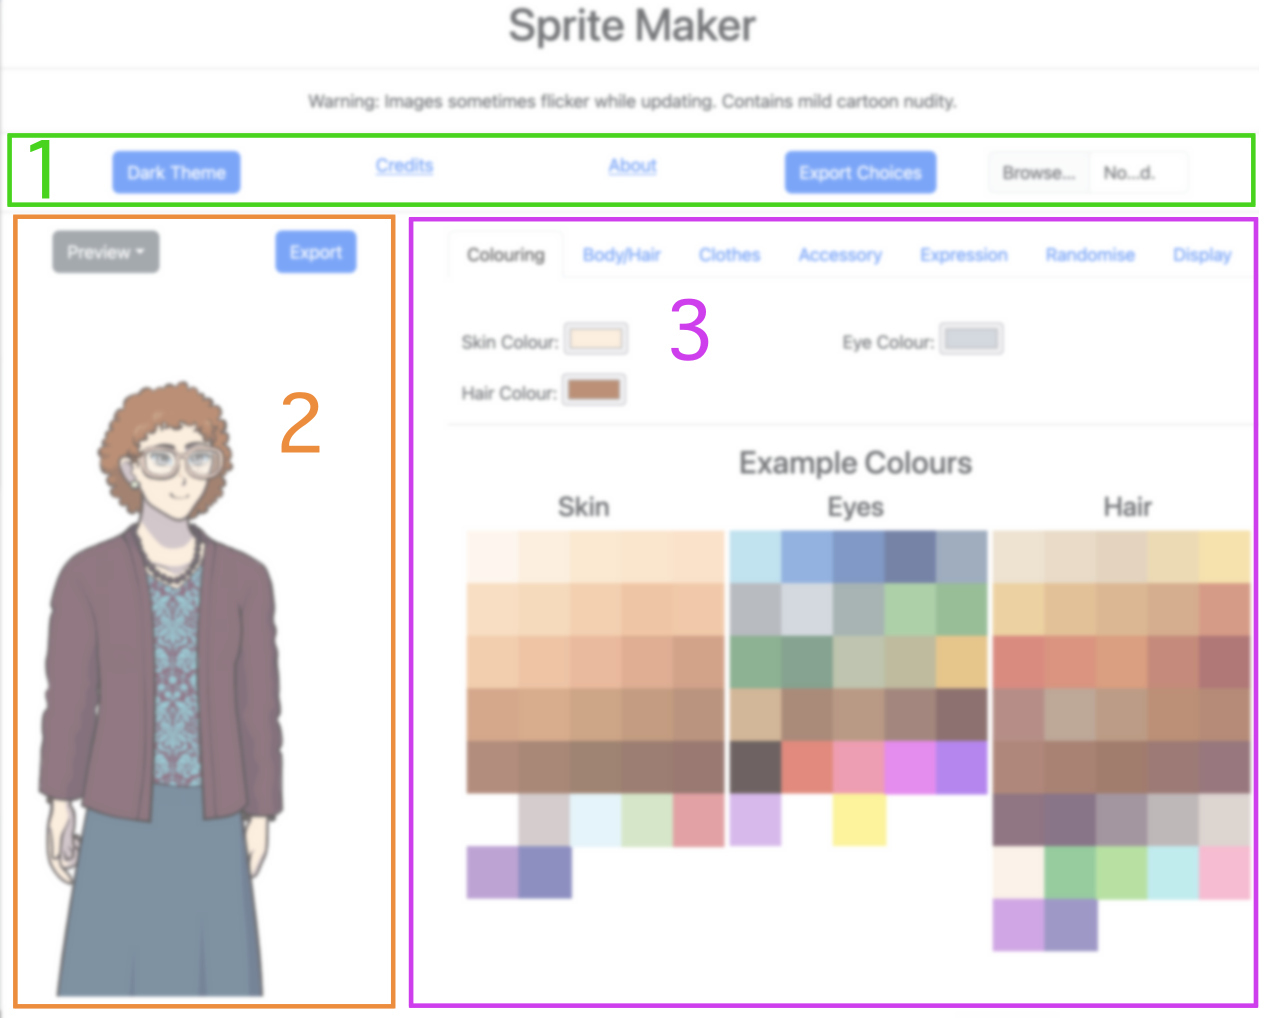 Sprite Maker
Warning: Images sometimes flicker while updating. Contains mild cartoon nudity.
1
Dark Theme Credits About Export Choices Browse... No...d.
Preview Export
2
Colouring Body/Hair Clothes Accessory Expression Randomise Display
3
Skin Colour: Eye Colour:
Hair Colour:
Example Colours
Skin Eyes Hair